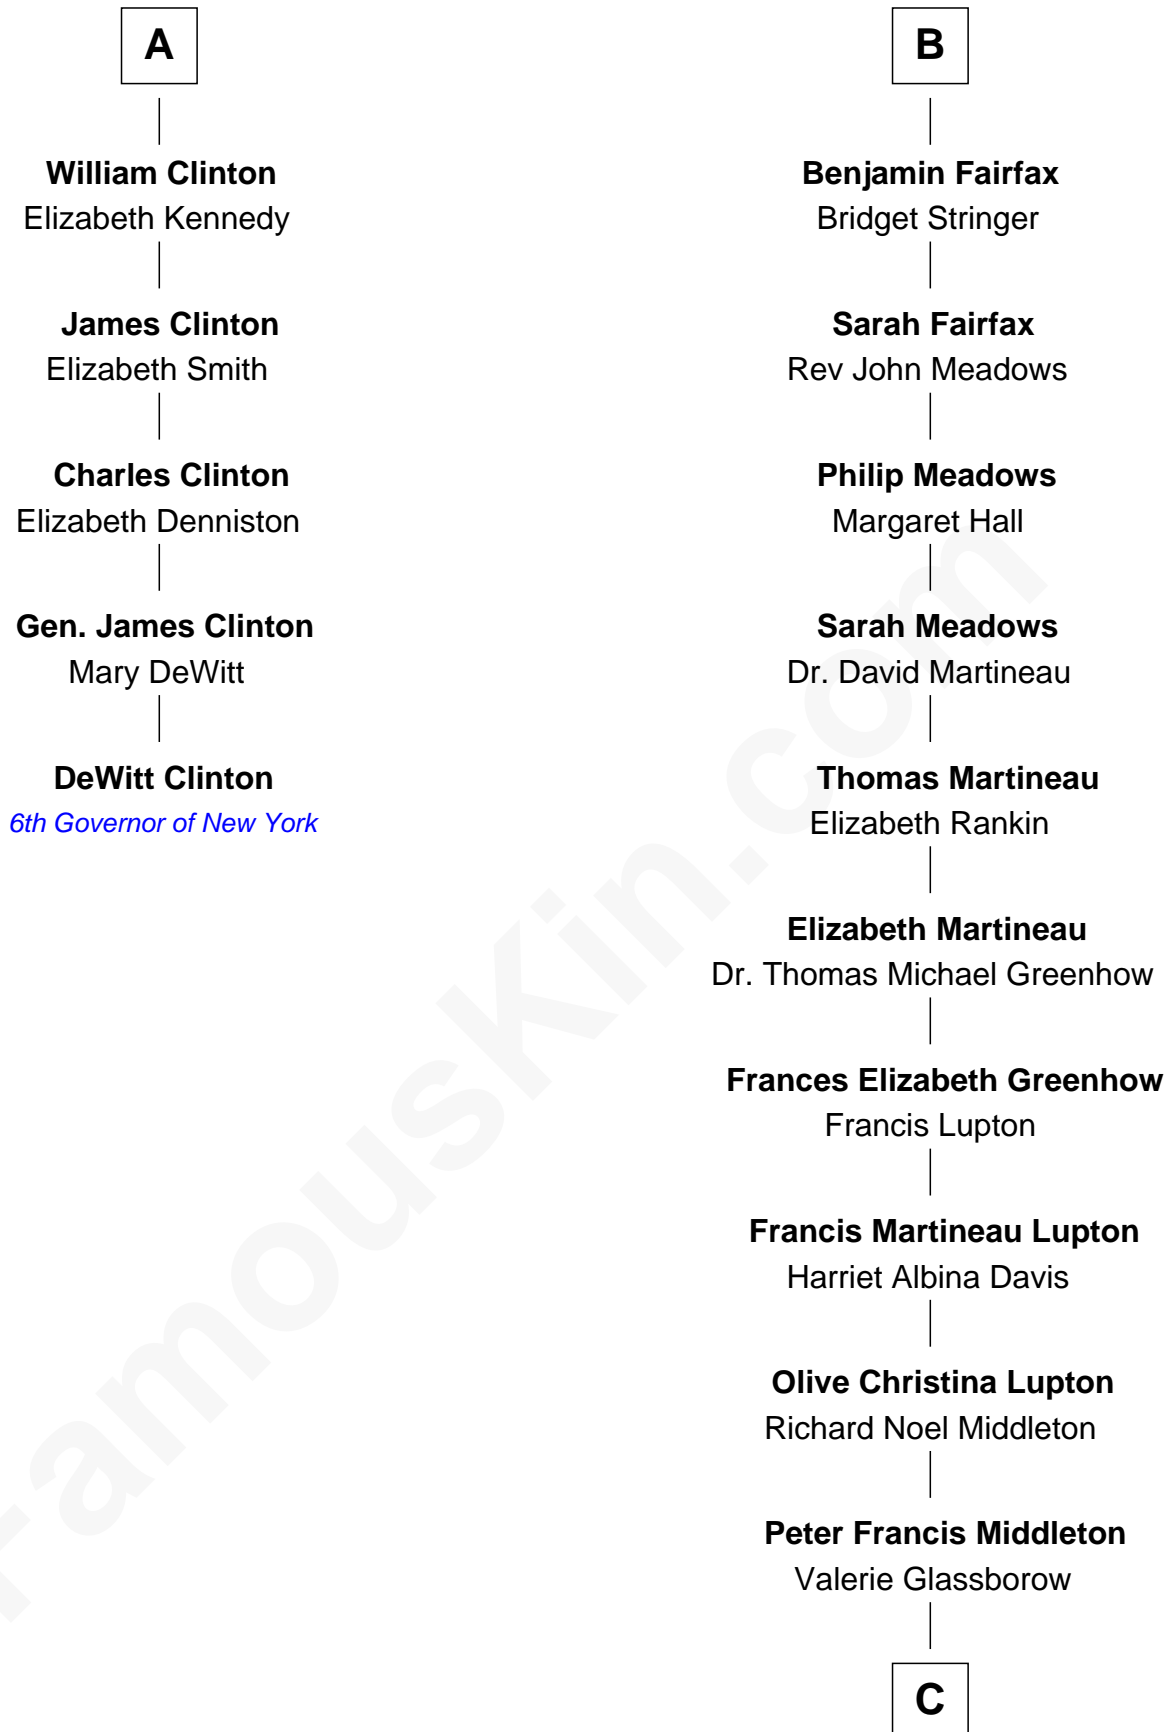 A
William Clinton
Elizabeth Kennedy
James Clinton
Elizabeth Smith
Charles Clinton
Elizabeth Denniston
Gen. James Clinton
Mary DeWitt
DeWitt Clinton
6th Governor of New York
B
Benjamin Fairfax
Bridget Stringer
Sarah Fairfax
Rev John Meadows
Philip Meadows
Margaret Hall
Sarah Meadows
Dr. David Martineau
Thomas Martineau
Elizabeth Rankin
Elizabeth Martineau
Dr. Thomas Michael Greenhow
Frances Elizabeth Greenhow
Francis Lupton
Francis Martineau Lupton
Harriet Albina Davis
Olive Christina Lupton
Richard Noel Middleton
Peter Francis Middleton
Valerie Glassborow
C
FamousKin.com